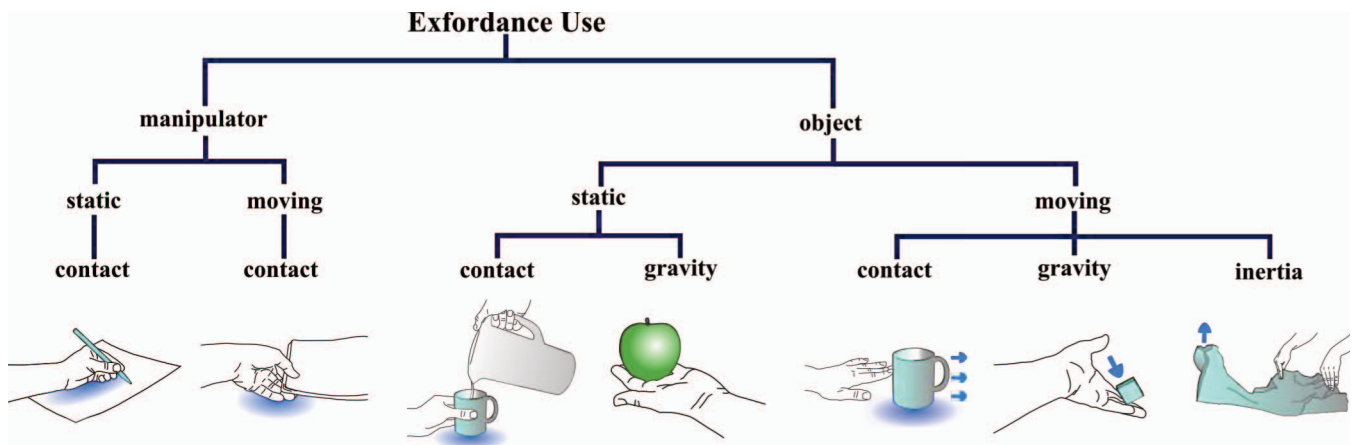 Exfordance Use
manipulator
object
static
moving
static
moving
contact
contact
contact
gravity
contact
gravity
inertia